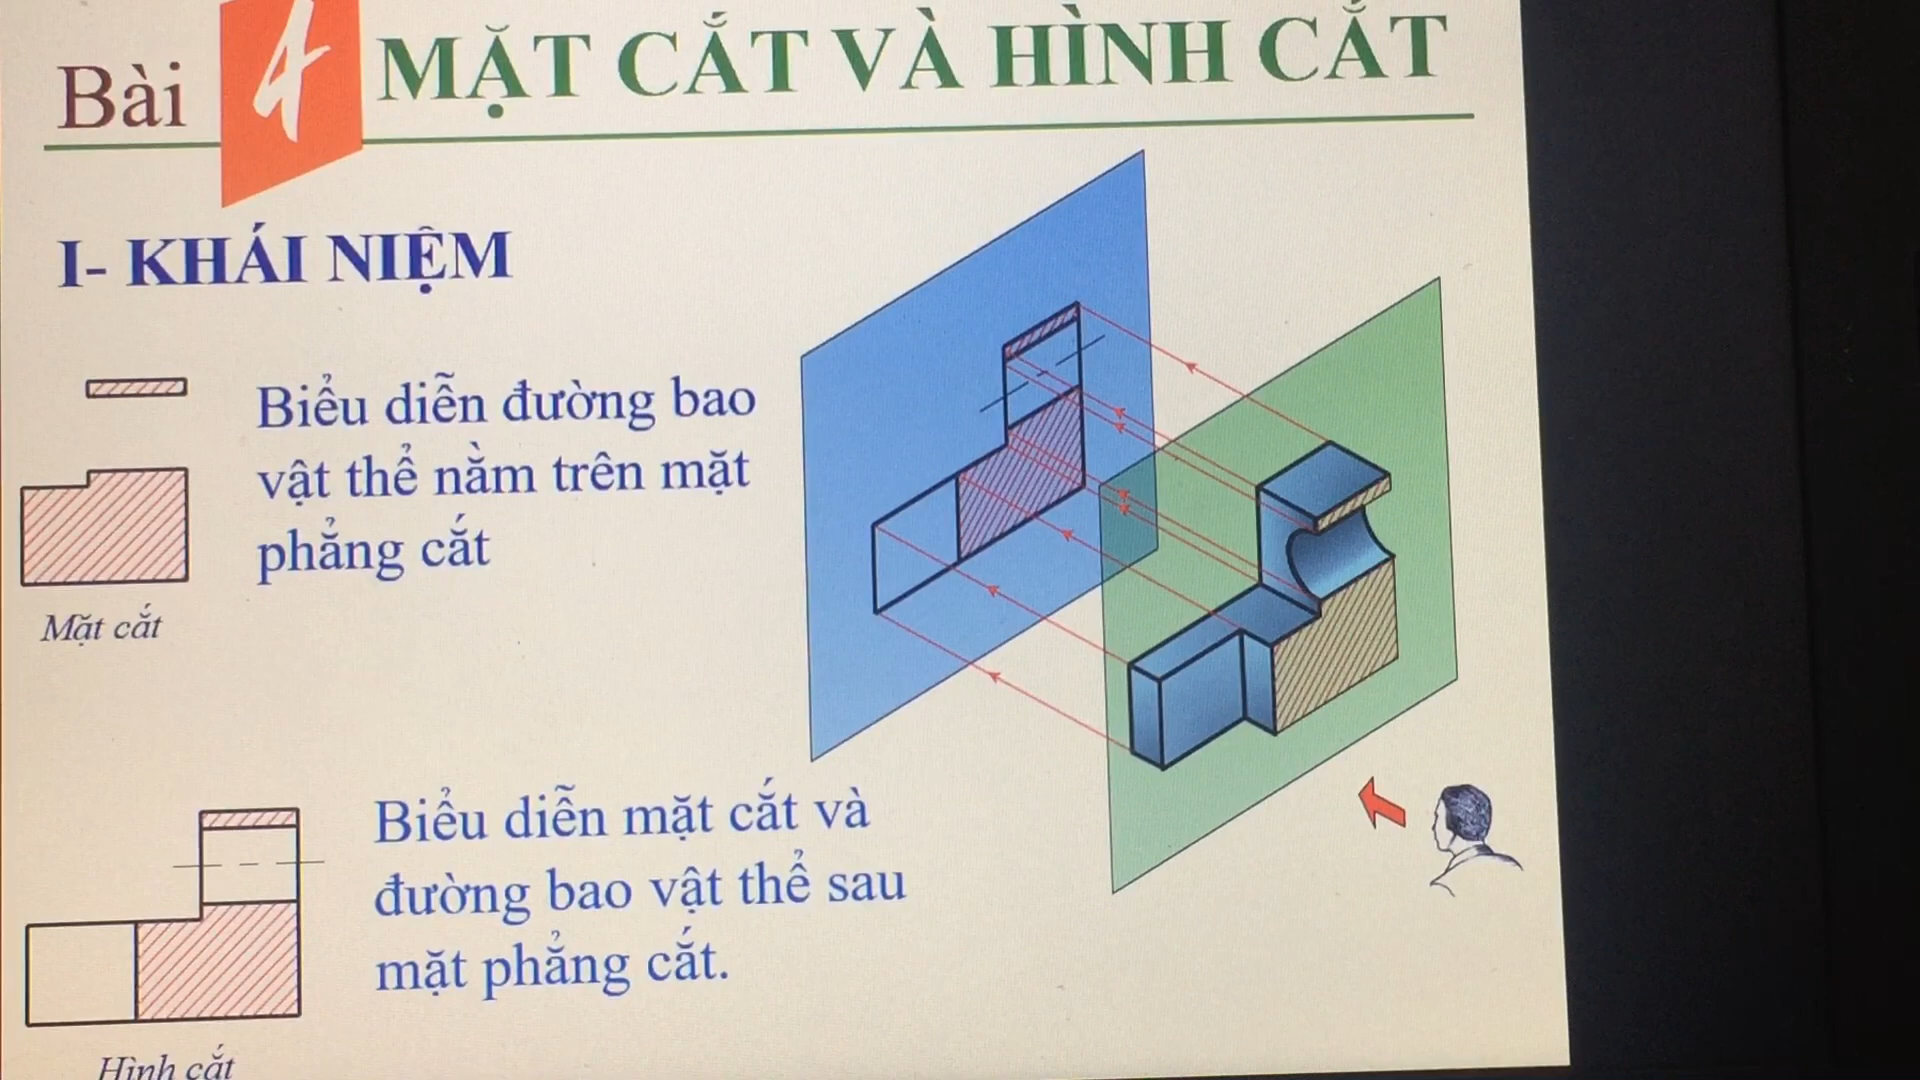 Bài 4 MẶT CẮT VÀ HÌNH CẮT
I- KHÁI NIỆM
Biểu diễn đường bao
vật thể nằm trên mặt
phẳng cắt
Mặt cắt
Biểu diễn mặt cắt và
đường bao vật thể sau
mặt phẳng cắt.
Hình cắt